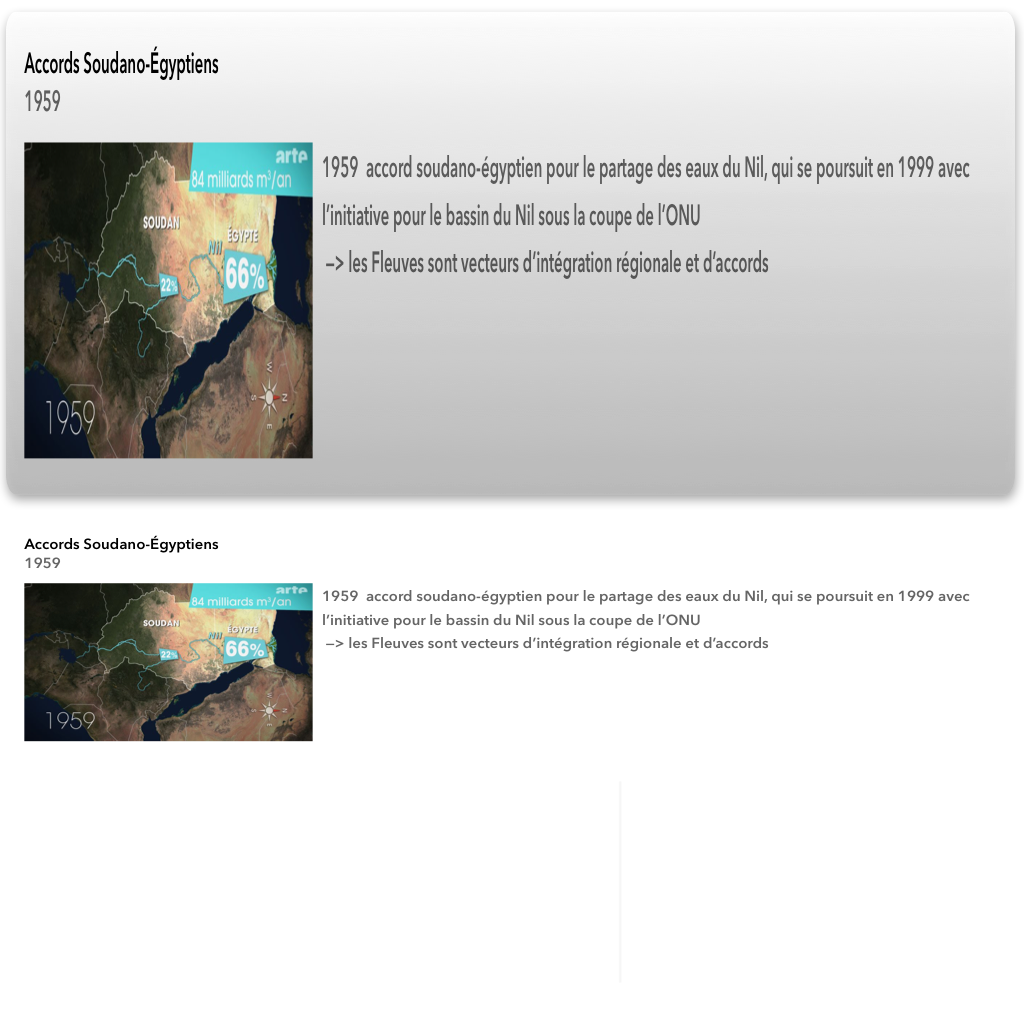 Accords Soudano-Égyptiens
1959
arte
84 milliards m³/an
SOUDAN
ÉGYPTE
Nil
22%
66%
W
S N
E
1959
1959  accord soudano-égyptien pour le partage des eaux du Nil, qui se poursuit en 1999 avec
l’initiative pour le bassin du Nil sous la coupe de l’ONU
—> les Fleuves sont vecteurs d’intégration régionale et d’accords
Accords Soudano-Égyptiens
1959
arte
84 milliards m³/an
SOUDAN
ÉGYPTE
Nil
22%
66%
W
S N
E
1959
1959  accord soudano-égyptien pour le partage des eaux du Nil, qui se poursuit en 1999 avec
l’initiative pour le bassin du Nil sous la coupe de l’ONU
—> les Fleuves sont vecteurs d’intégration régionale et d’accords